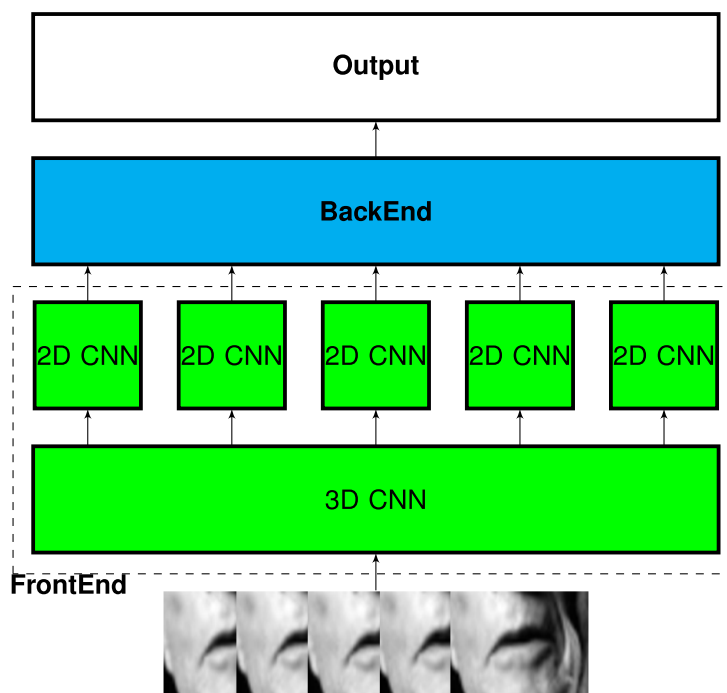 Output
BackEnd
2D CNN 2D CNN 2D CNN 2D CNN 2D CNN
3D CNN
FrontEnd